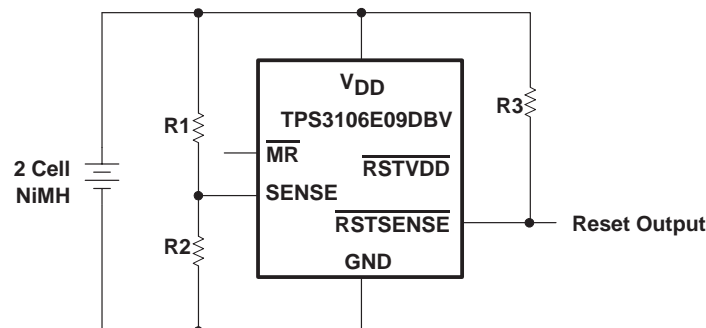 VDD
TPS3106E09DBV
R3
R1
MR
2 Cell
NiMH
RSTVDD
SENSE
RSTSENSE
Reset Output
R2
GND